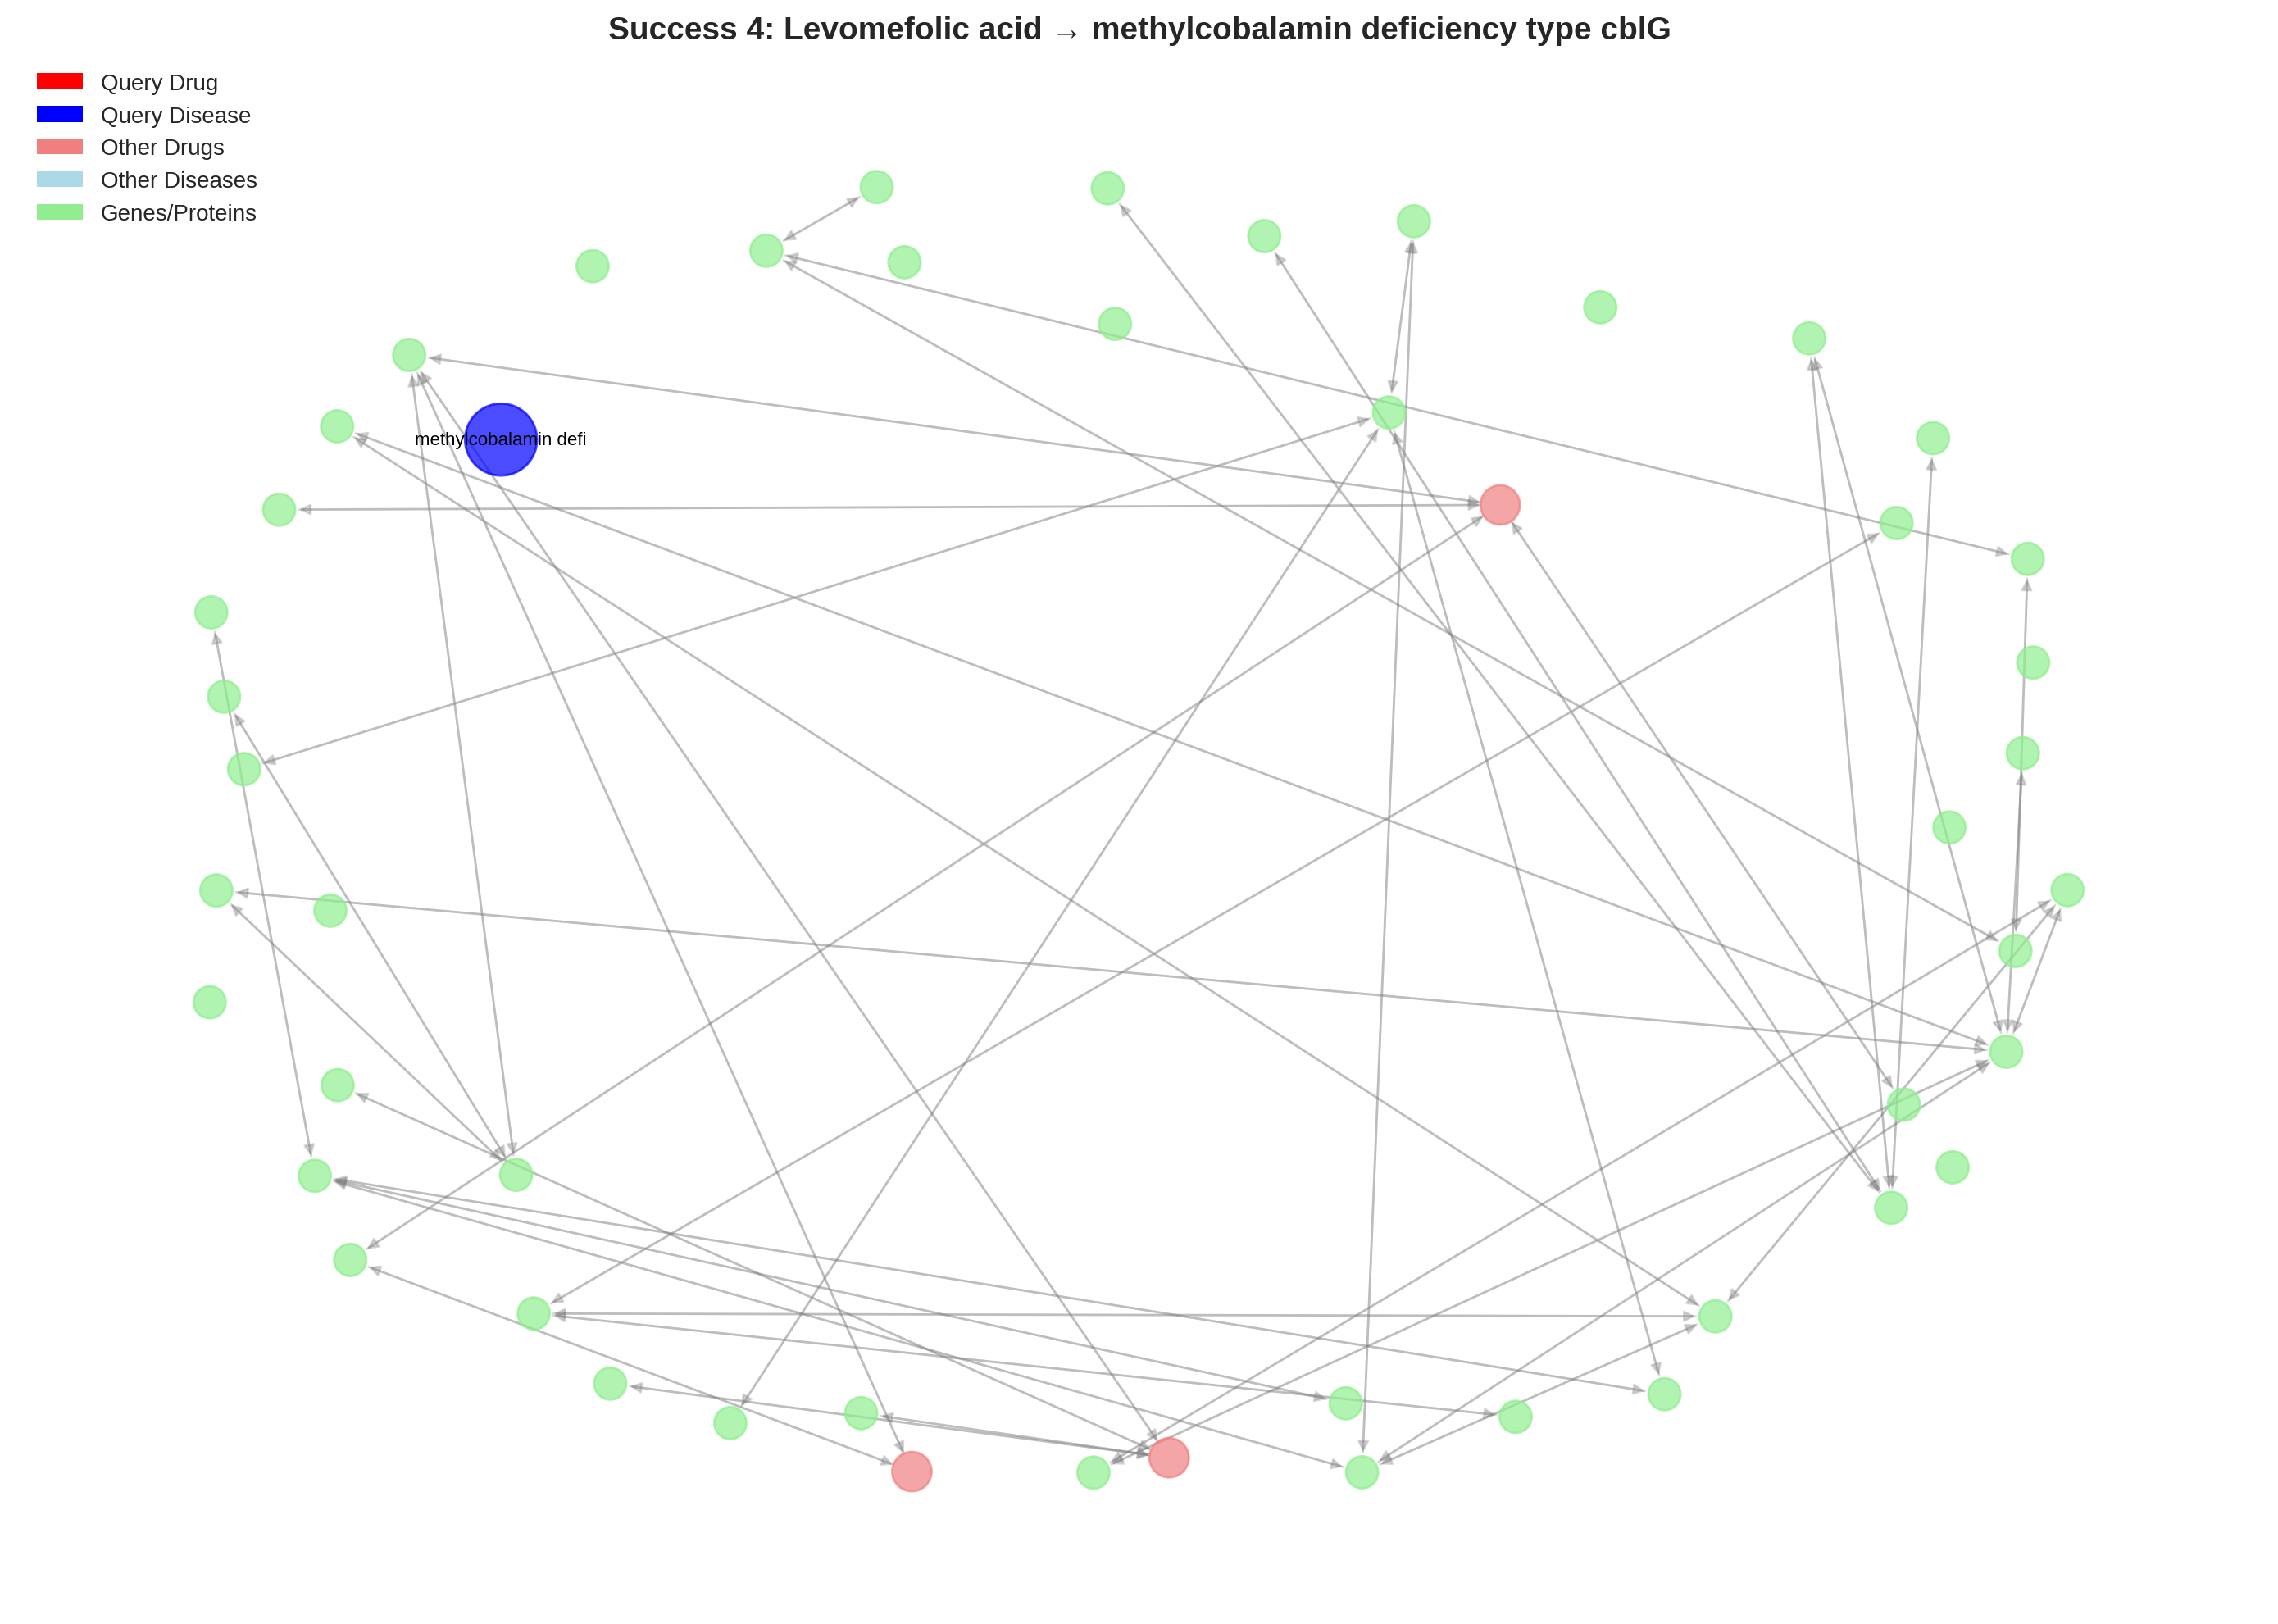 Success 4: Levomefolic acid → methylcobalamin deficiency type cblG
Query Drug
Query Disease
Other Drugs
Other Diseases
Genes/Proteins
methylcobalamin defi